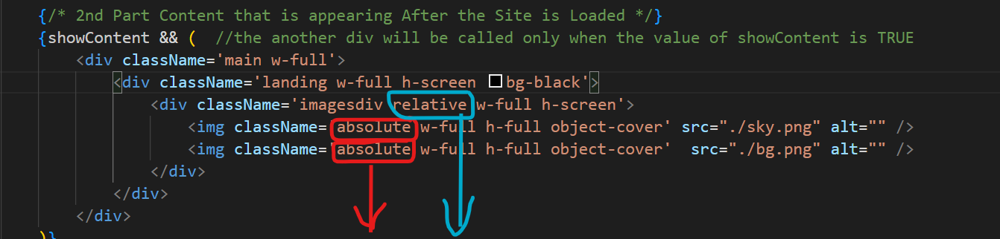 {/* 2nd Part Content that is appearing After the Site is Loaded */}
{showContent && (  //the another div will be called only when the value of showContent is TRUE
<div className='main w-full'>
<div className='landing w-full h-screen bg-black'>
<div className='imagesdiv relative w-full h-screen'>
<img className='absolute w-full h-full object-cover' src="./sky.png" alt="" />
<img className='absolute w-full h-full object-cover'  src="./bg.png" alt="" />
</div>
</div>
</div>
)}